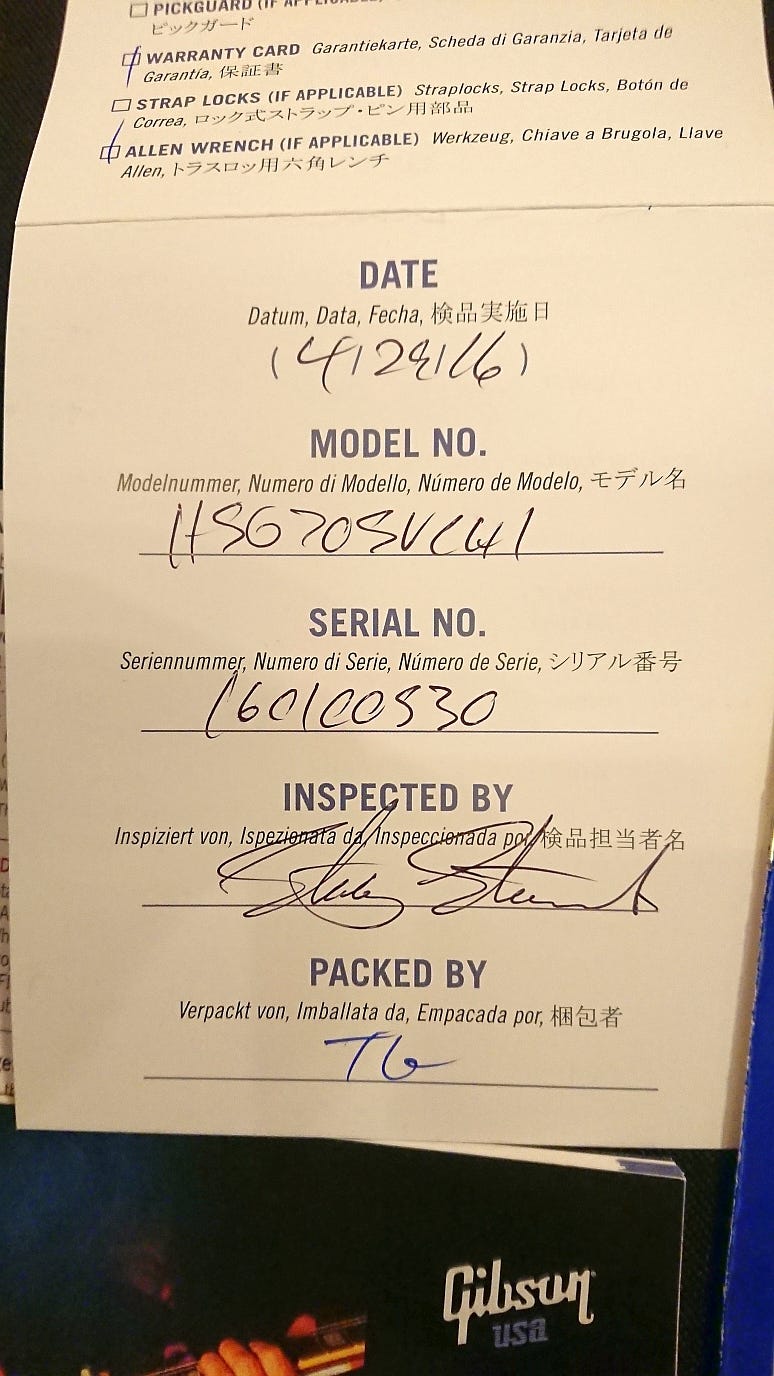 PICKGUARD (IF APPLICABLE)
ピックガード
WARRANTY CARD Garantiekarte, Scheda di Garanzia, Tarjeta de
Garantía, 保証書
STRAP LOCKS (IF APPLICABLE) Straplocks, Strap Locks, Botón de
Correa, ロック式ストラップ・ピン用部品
ALLEN WRENCH (IF APPLICABLE) Werkzeug, Chiave a Brugola, Llave
Allen, トラスロッ用六角レンチ
DATE
Datum, Data, Fecha, 検品実施日
(4/28/16)
MODEL NO.
Modelnummer, Numero di Modello, Número de Modelo, モデル名
HSG70SVCH1
SERIAL NO.
Seriennummer, Numero di Serie, Número de Serie, シリアル番号
160100530
INSPECTED BY
Inspiziert von, Ispezionata da, Inspeccionada por, 検品担当者名
PACKED BY
Verpackt von, Imballata da, Empacada por, 梱包者
TG
Gibson
USA